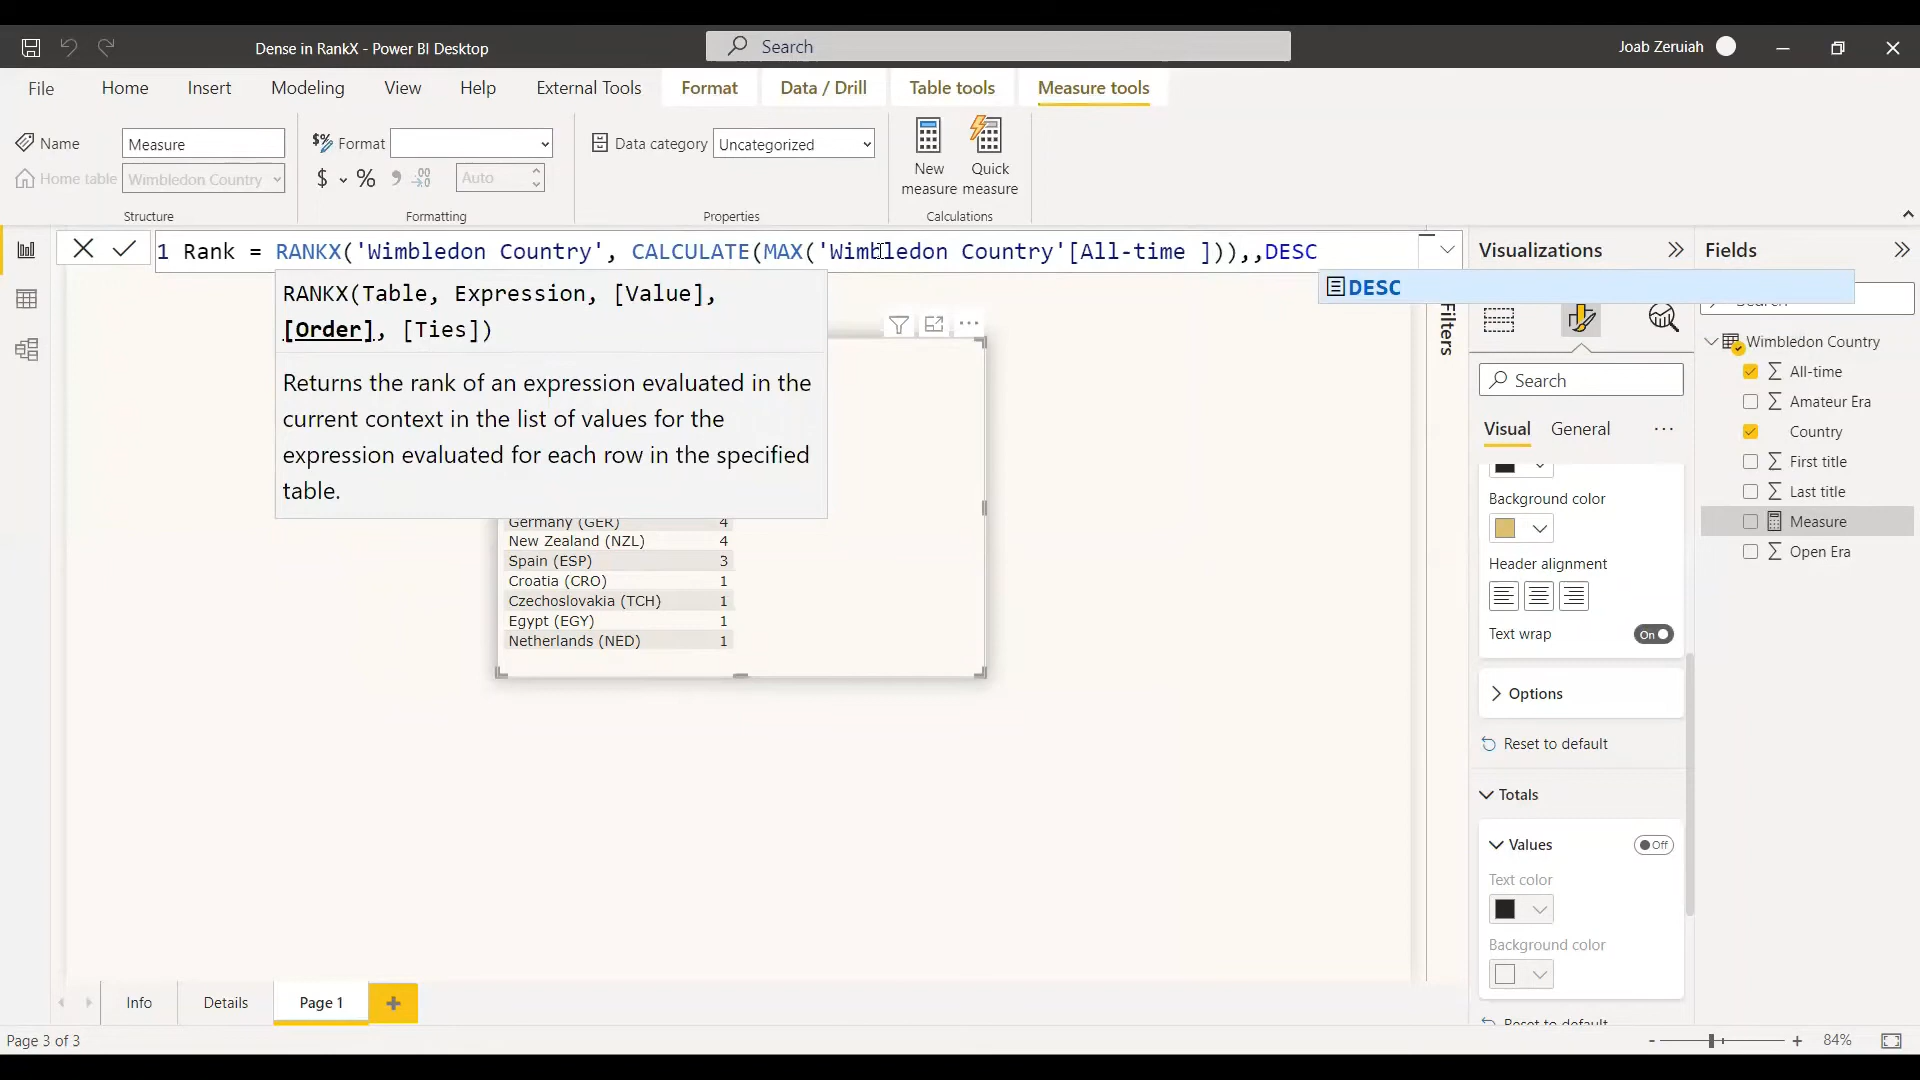 Dense in RankX - Power BI Desktop
Search
Joab Zeruiah
File
Home
Insert
Modeling
View
Help
External Tools
Format
Data / Drill
Table tools
Measure tools
Name
Measure
Home table
Wimbledon Country
Structure
Format
$
%
Auto
Formatting
Data category
Uncategorized
Properties
New measure
Quick measure
Calculations
1 Rank = RANKX('Wimbledon Country', CALCULATE(MAX('Wimbledon Country'[All-time ])),,DESC
DESC
RANKX(Table, Expression, [Value],
[Order], [Ties])
Returns the rank of an expression evaluated in the
current context in the list of values for the
expression evaluated for each row in the specified
table.
Germany (GER) 4
New Zealand (NZL) 4
Spain (ESP) 3
Croatia (CRO) 1
Czechoslovakia (TCH) 1
Egypt (EGY) 1
Netherlands (NED) 1
Filters
Visualizations
Search
Visual
General
Background color
Header alignment
Text wrap
On
Options
Reset to default
Totals
Values
Off
Text color
Background color
Fields
Wimbledon Country
All-time
Amateur Era
Country
First title
Last title
Measure
Open Era
Info
Details
Page 1
Page 3 of 3
- + 84%